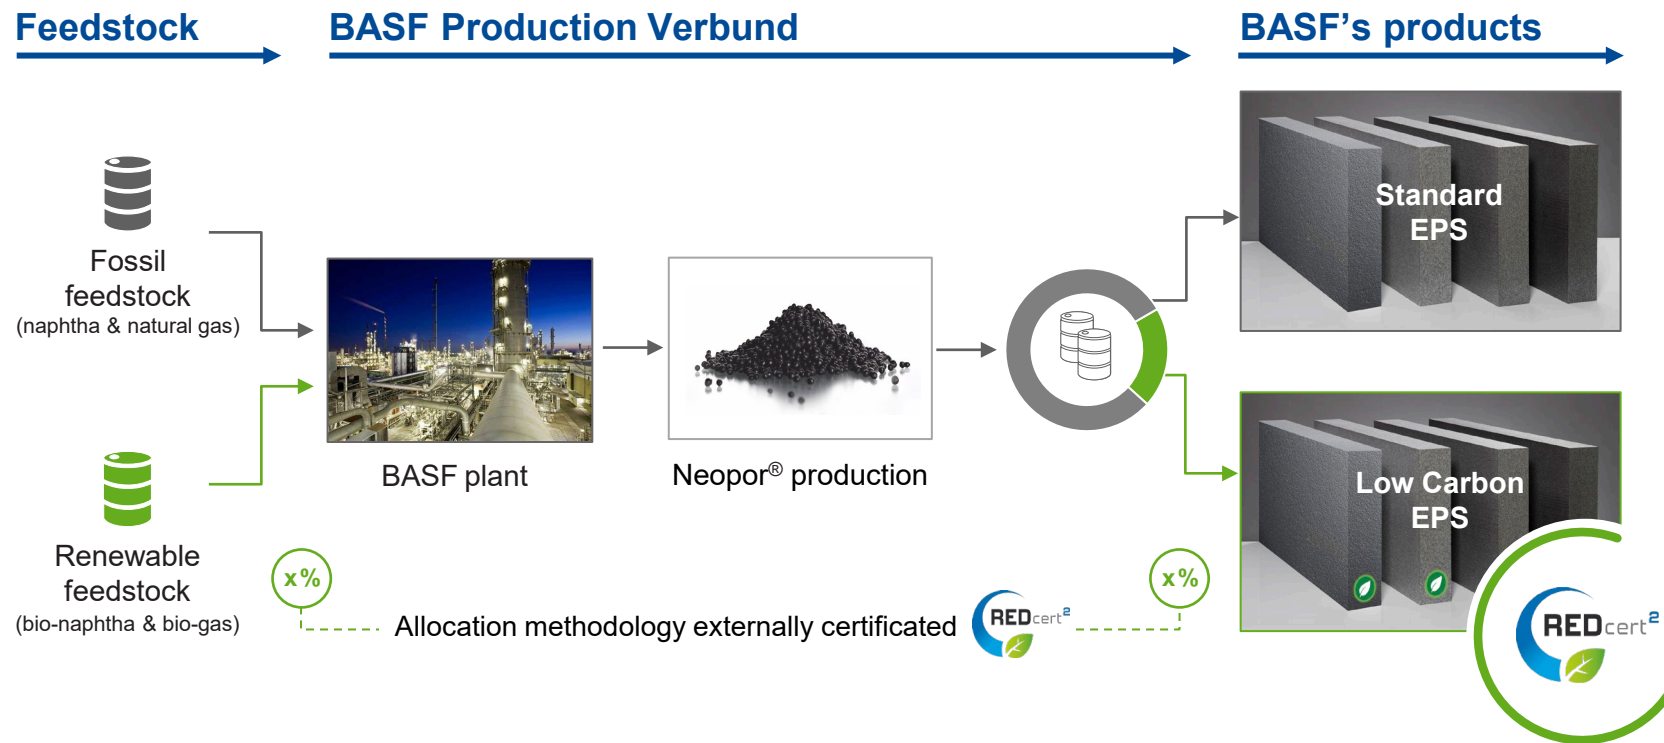 Feedstock
BASF Production Verbund
BASF's products
Fossil
feedstock
(naphtha & natural gas)
Renewable
feedstock
(bio-naphtha & bio-gas)
BASF plant
Neopor® production
Standard
EPS
Low Carbon
EPS
x%
Allocation methodology externally certificated
REDcert²
x%
REDcert²